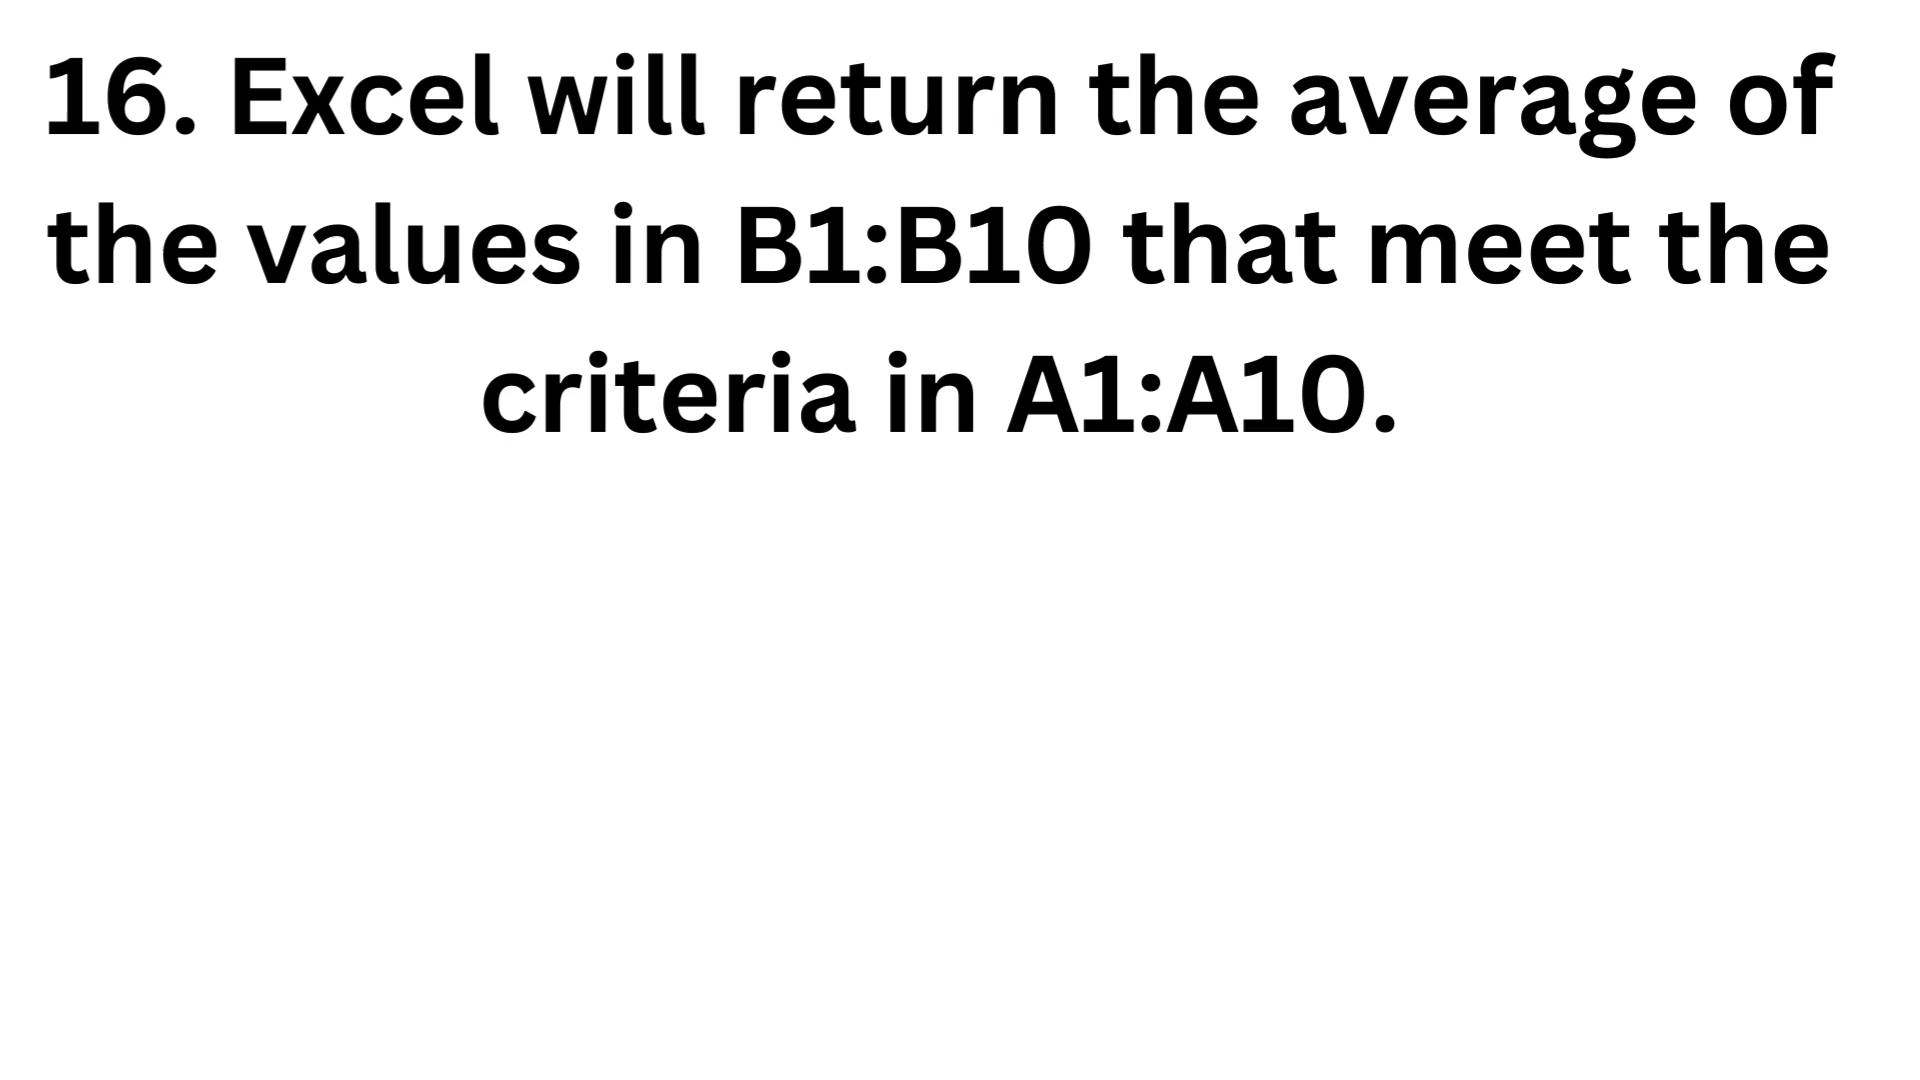 16. Excel will return the average of
the values in B1:B10 that meet the
criteria in A1:A10.